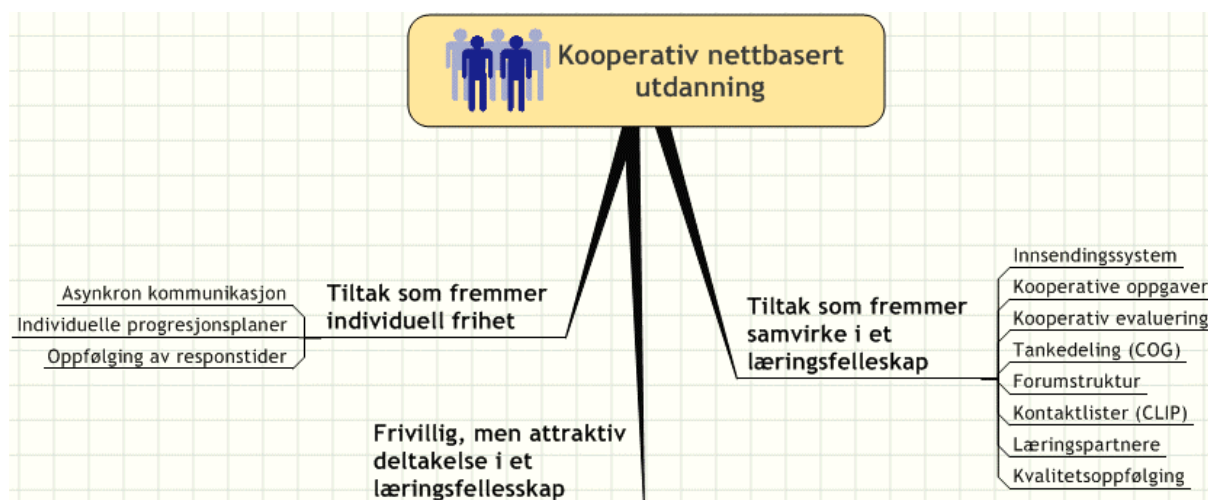 Kooperativ nettbasert
utdanning
Asynkron kommunikasjon
Individuelle progresjonsplaner
Oppfølging av responstider
Tiltak som fremmer
individuell frihet
Tiltak som fremmer
samvirke i et
læringsfelleskap
Innsendingssystem
Kooperative oppgaver
Kooperativ evaluering
Tankedeling (COG)
Forumstruktur
Kontaktlister (CLIP)
Læringspartnere
Kvalitetsoppfølging
Frivillig, men attraktiv
deltakelse i et
læringsfellesskap